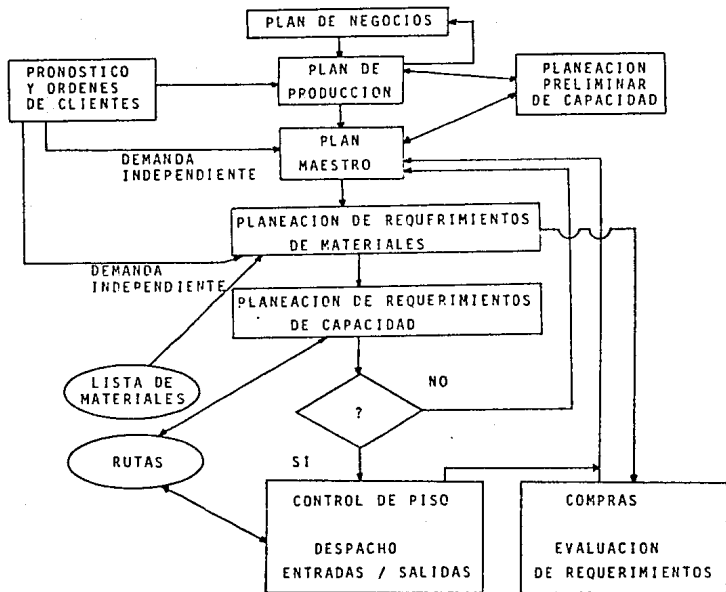 PLAN DE NEGOCIOS
PRONOSTICO
Y ORDENES
DE CLIENTES
PLAN DE
PRODUCCION
PLANEACION
PRELIMINAR
DE CAPACIDAD
PLAN
MAESTRO
DEMANDA
INDEPENDIENTE
PLANEACION DE REQUFRIMIENTOS
DE MATERIALES
DEMANDA
INDEPENDIENTE
PLANEACION DE REQUERIMIENTOS
DE CAPACIDAD
LISTA DE
MATERIALES
NO
?
RUTAS
SI
CONTROL DE PISO
DESPACHO
ENTRADAS / SALIDAS
COMPRAS
EVALUACION
DE REQUERIMIENTOS